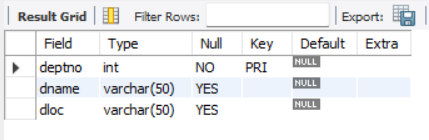 Result Grid Filter Rows: Export:
Field Type Null Key Default Extra
deptno int NO PRI NULL
dname varchar(50) YES NULL
dloc varchar(50) YES NULL